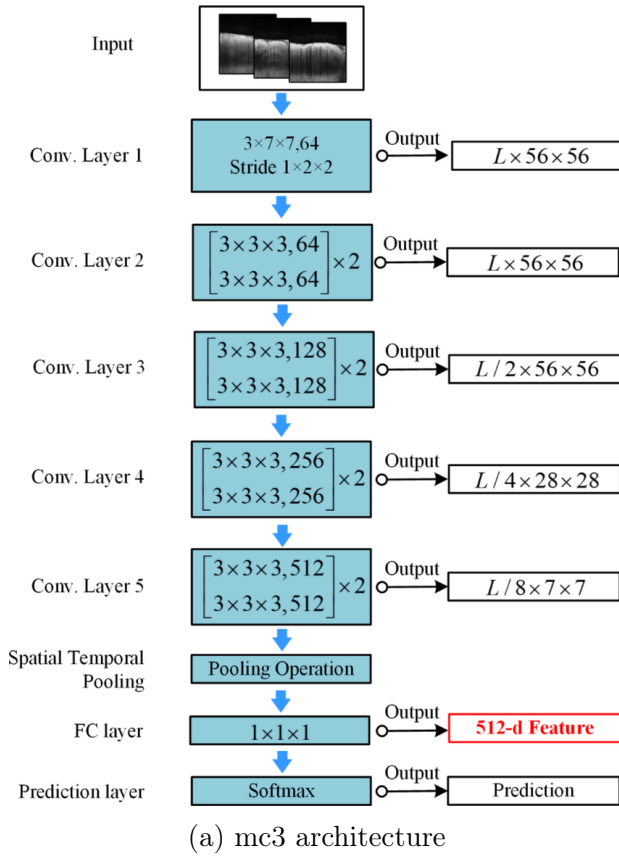 Input
Conv. Layer 1
3×7×7,64
Stride 1×2×2
Output
L×56×56
Conv. Layer 2
[3×3×3,64
3×3×3,64]×2
Output
L×56×56
Conv. Layer 3
[3×3×3,128
3×3×3,128]×2
Output
L/2×56×56
Conv. Layer 4
[3×3×3,256
3×3×3,256]×2
Output
L/4×28×28
Conv. Layer 5
[3×3×3,512
3×3×3,512]×2
Output
L/8×7×7
Spatial Temporal
Pooling
Pooling Operation
FC layer
1×1×1
Output
512-d Feature
Prediction layer
Softmax
Output
Prediction
(a) mc3 architecture